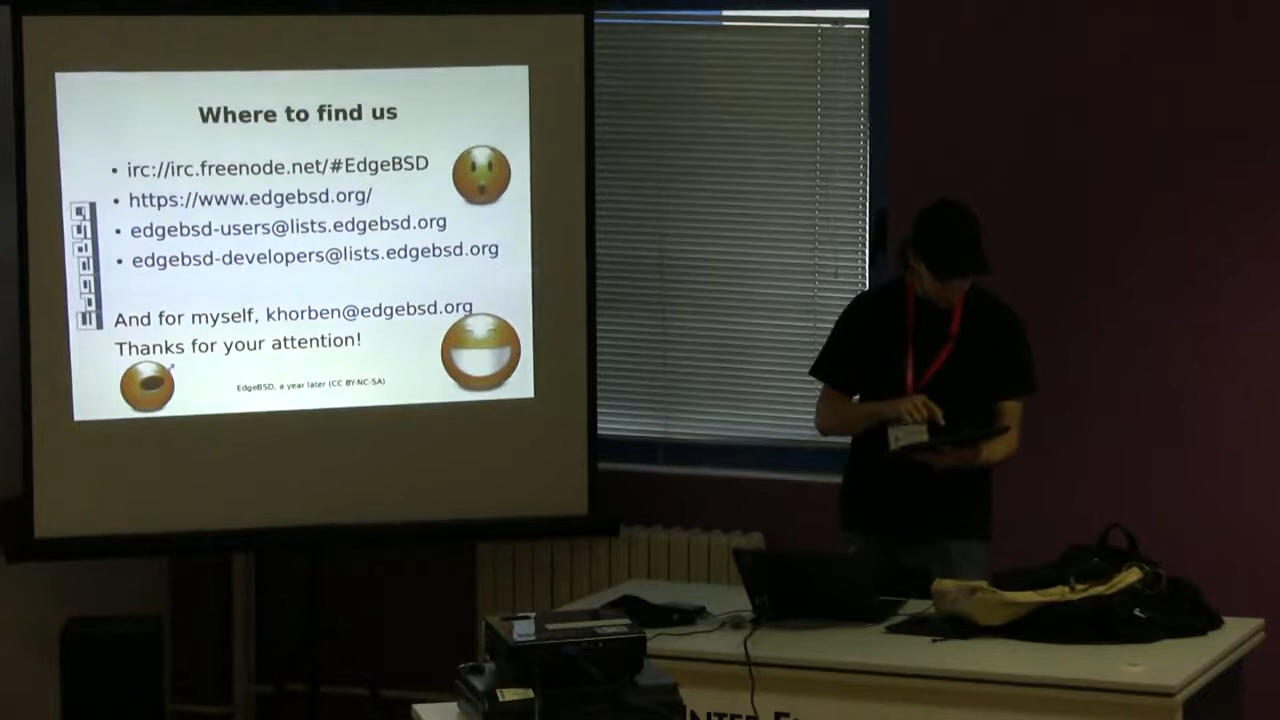 Where to find us
• irc://irc.freenode.net/#EdgeBSD
• https://www.edgebsd.org/
• edgebsd-users@lists.edgebsd.org
• edgebsd-developers@lists.edgebsd.org
And for myself, khorben@edgebsd.org
Thanks for your attention!
EdgeBSD, a year later (CC BY-NC-SA)
INTER